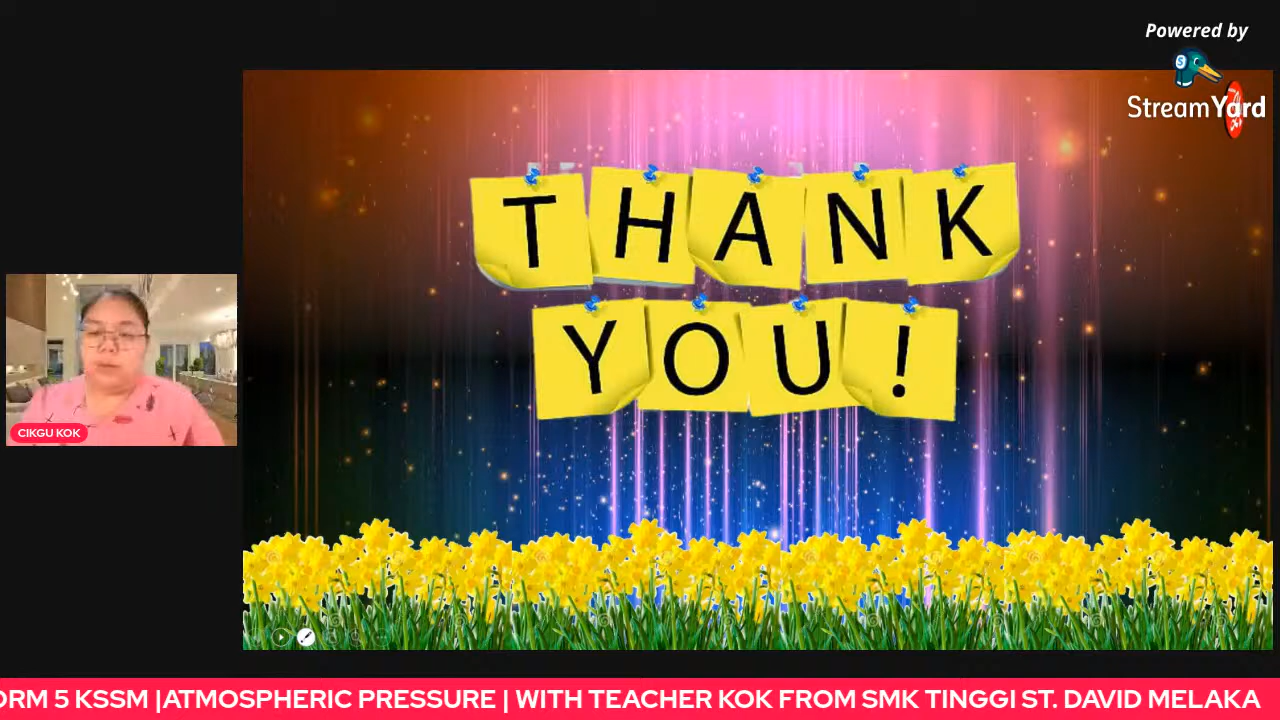 Powered by
StreamYard
THANK
YOU!
CIKGU KOK
ORM 5 KSSM |ATMOSPHERIC PRESSURE | WITH TEACHER KOK FROM SMK TINGGI ST. DAVID MELAKA